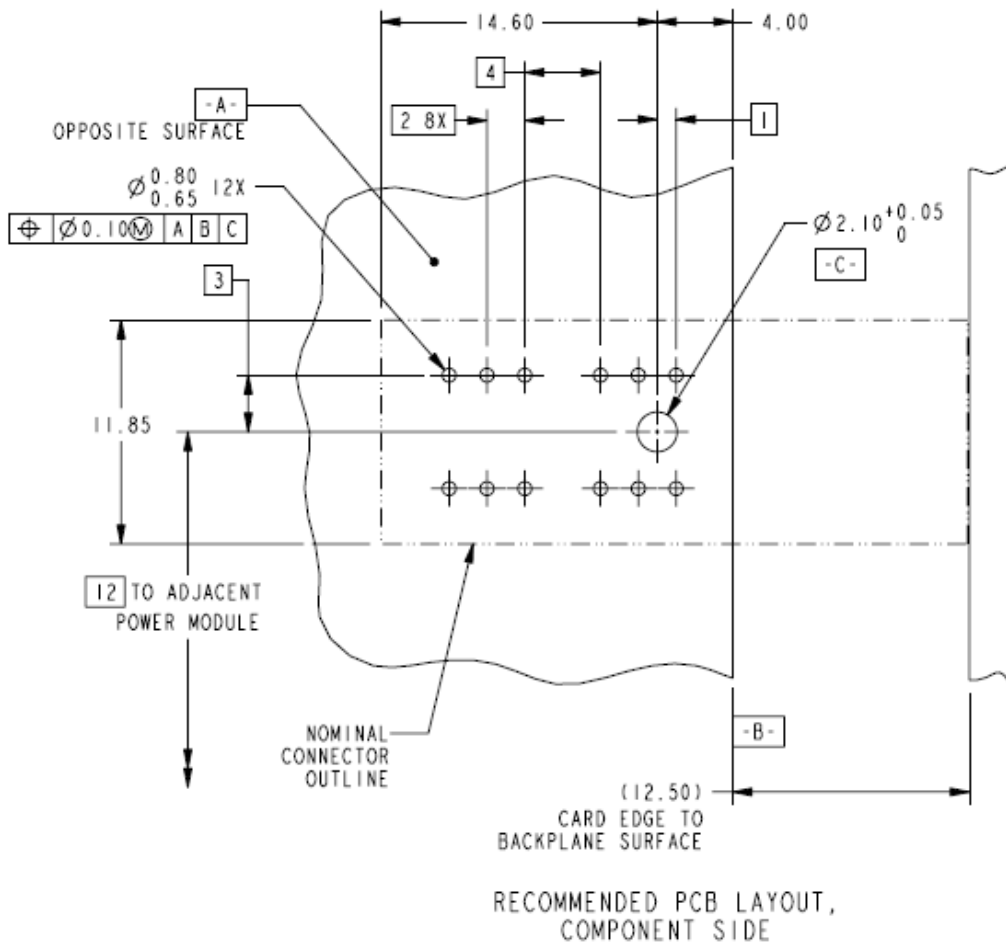 14.60
4.00
4
-A-
2 8X
1
OPPOSITE SURFACE
Ø 0.80
0.65 12X
⌖ Ø0.10Ⓜ A B C
Ø2.10 +0.05
0
-C-
3
11.85
12 TO ADJACENT
POWER MODULE
NOMINAL
CONNECTOR
OUTLINE
-B-
(12.50)
CARD EDGE TO
BACKPLANE SURFACE
RECOMMENDED PCB LAYOUT,
COMPONENT SIDE